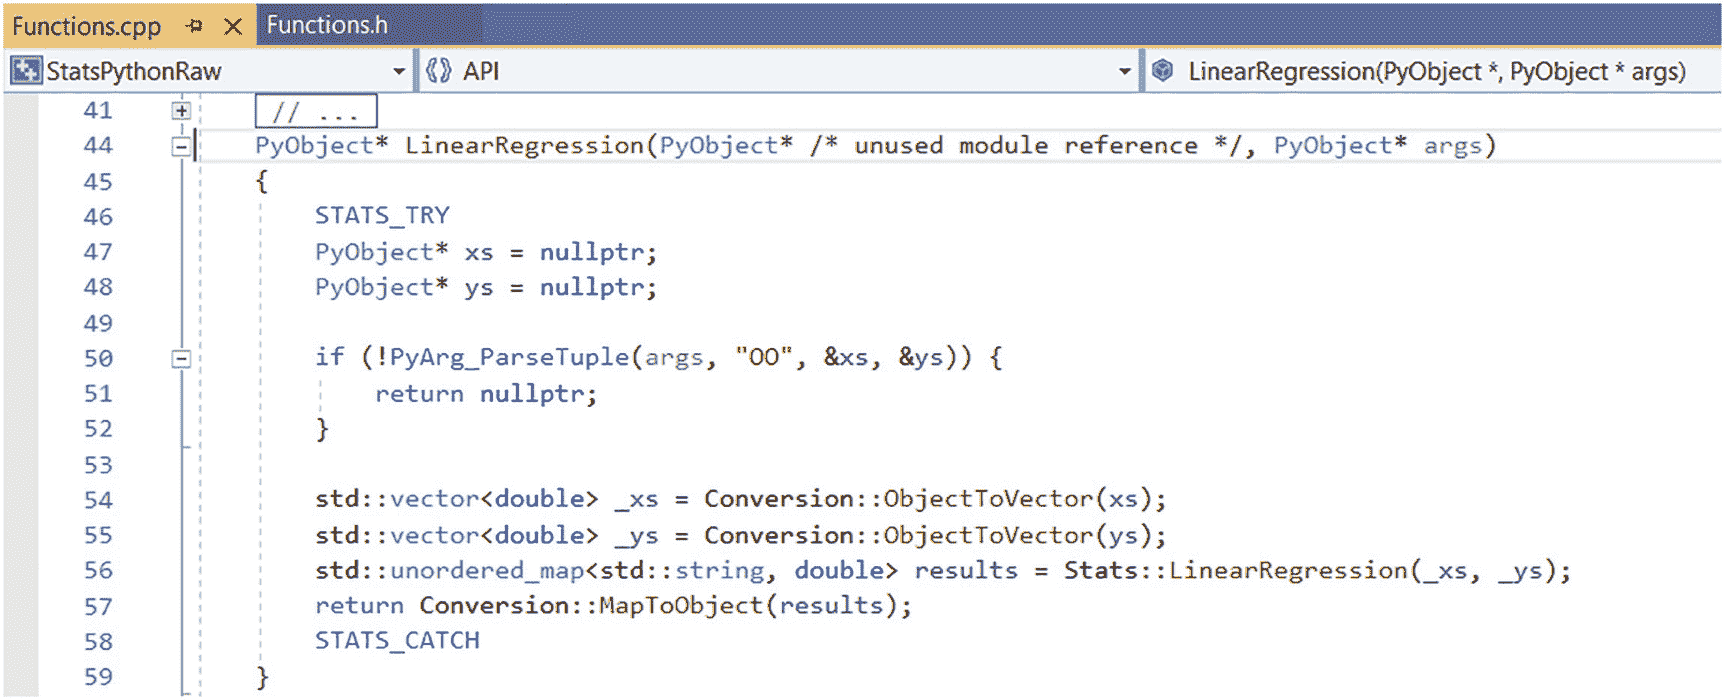 Functions.cpp Functions.h
StatsPythonRaw API LinearRegression(PyObject *, PyObject * args)
41 // ...
44 PyObject* LinearRegression(PyObject* /* unused module reference */, PyObject* args)
45 {
46 STATS_TRY
47 PyObject* xs = nullptr;
48 PyObject* ys = nullptr;
49
50 if (!PyArg_ParseTuple(args, "OO", &xs, &ys)) {
51 return nullptr;
52 }
53
54 std::vector<double> _xs = Conversion::ObjectToVector(xs);
55 std::vector<double> _ys = Conversion::ObjectToVector(ys);
56 std::unordered_map<std::string, double> results = Stats::LinearRegression(_xs, _ys);
57 return Conversion::MapToObject(results);
58 STATS_CATCH
59 }